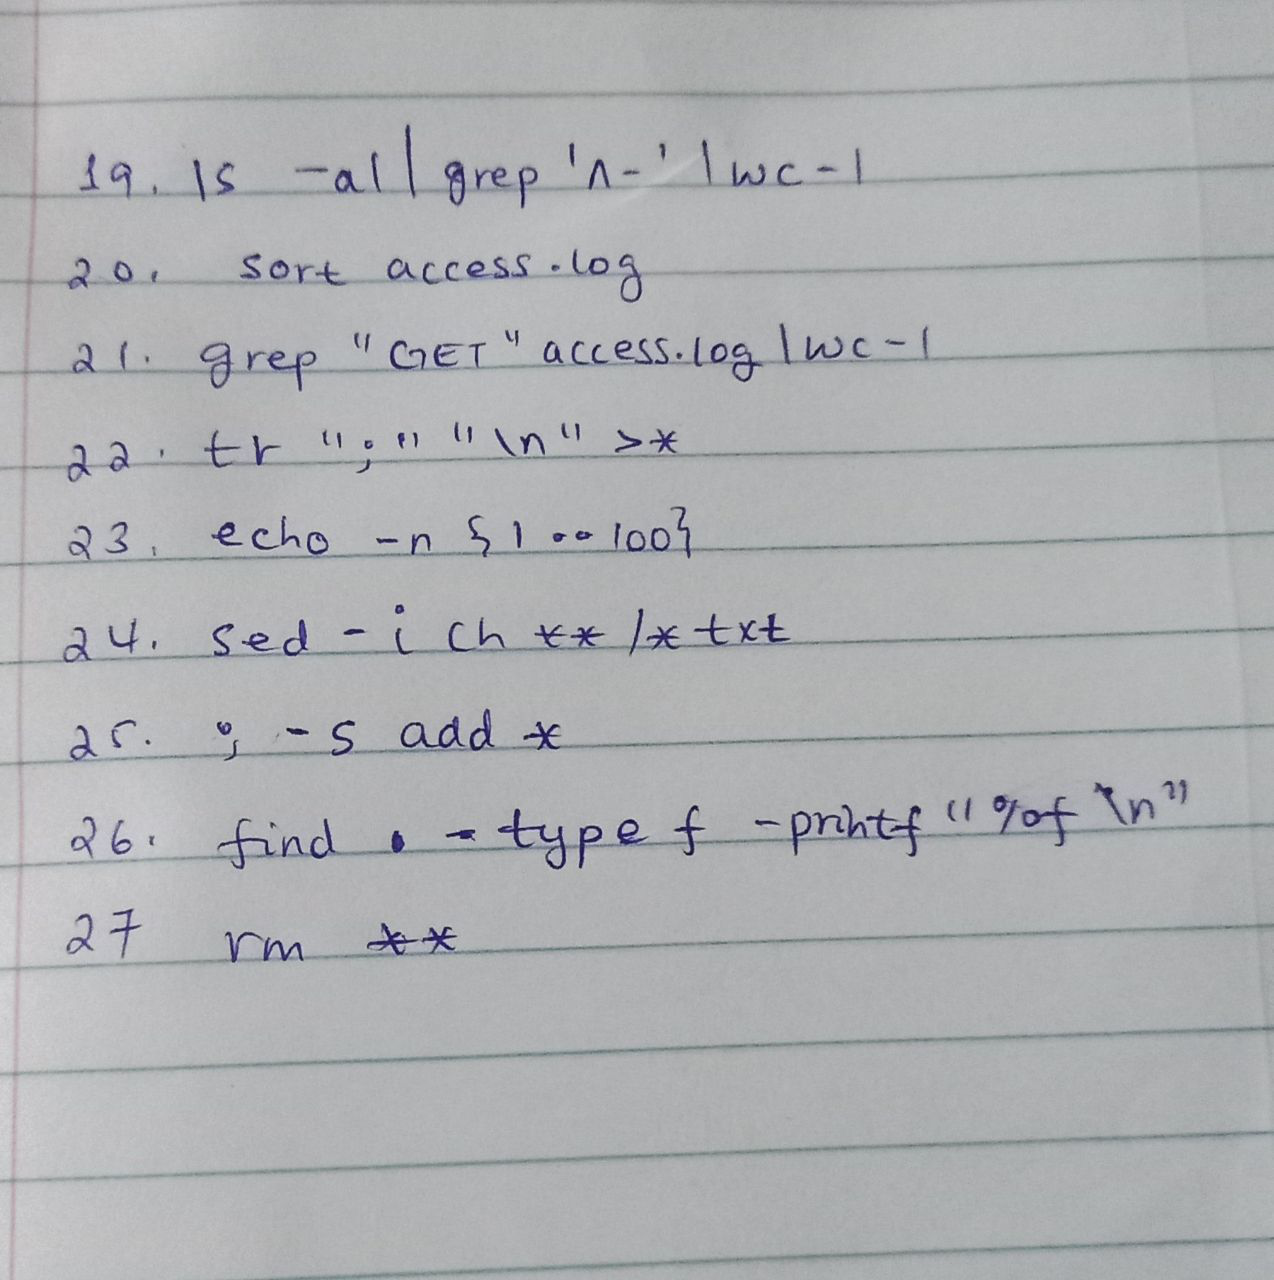 19. ls -al | grep '^-' | wc -l
20. sort access.log
21. grep "GET" access.log | wc -l
22. tr ";" "\n" >*
23. echo -n {1..100}
24. sed -i ch **/* txt
25. ; -s add *
26. find . -type f -printf "%f \n"
27 rm **